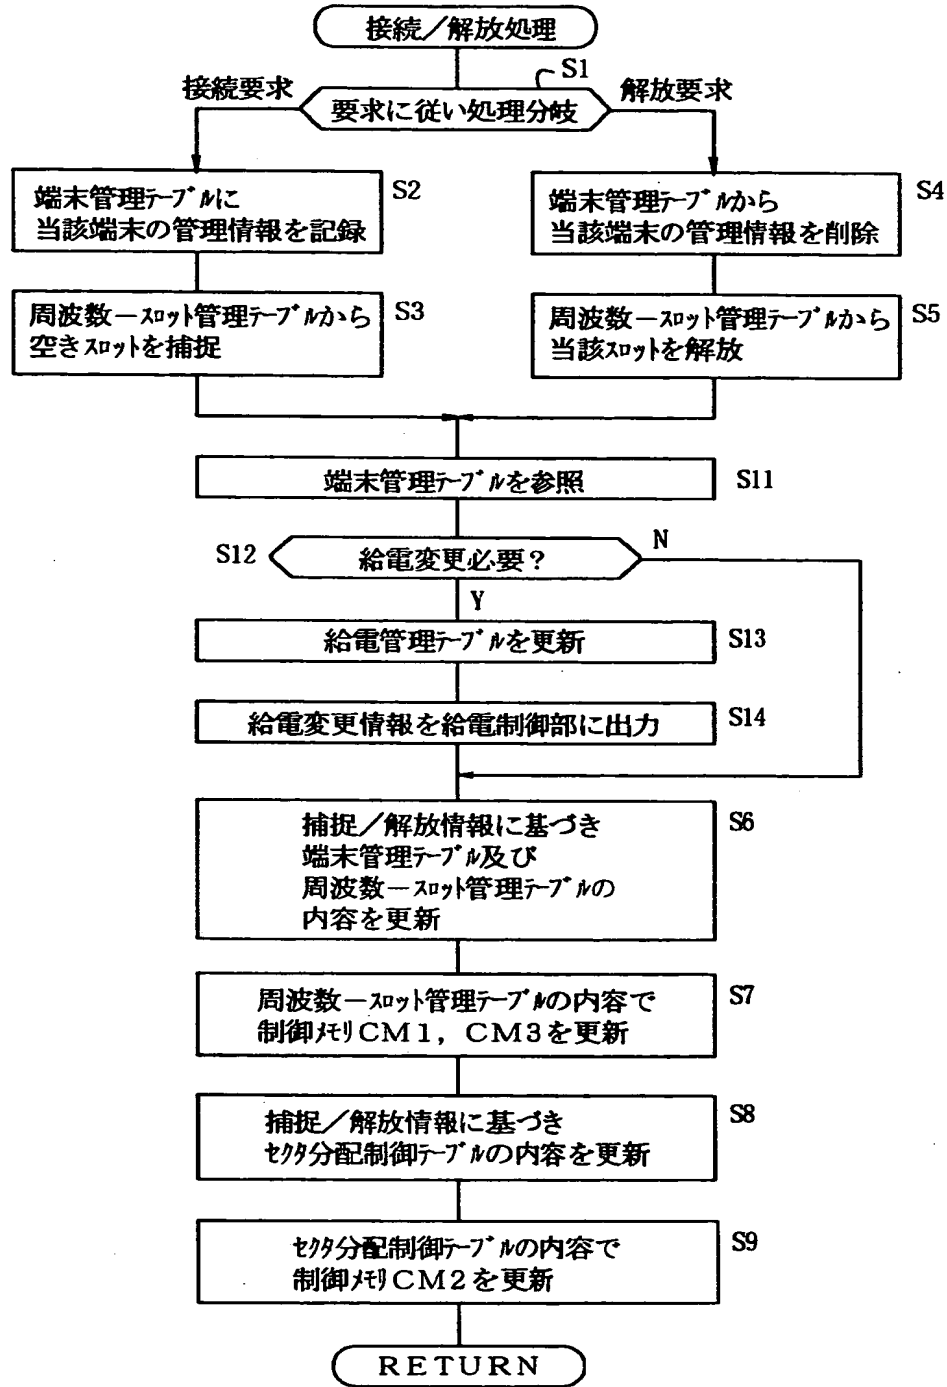 接続／解放処理
S1
接続要求
解放要求
要求に従い処理分岐
S2
端末管理ﾃｰﾌﾞﾙに
当該端末の管理情報を記録
S4
端末管理ﾃｰﾌﾞﾙから
当該端末の管理情報を削除
S3
周波数－ｽﾛｯﾄ管理ﾃｰﾌﾞﾙから
空きｽﾛｯﾄを捕捉
S5
周波数－ｽﾛｯﾄ管理ﾃｰﾌﾞﾙから
当該ｽﾛｯﾄを解放
端末管理ﾃｰﾌﾞﾙを参照
S11
S12
給電変更必要？
N
Y
給電管理ﾃｰﾌﾞﾙを更新
S13
給電変更情報を給電制御部に出力
S14
捕捉／解放情報に基づき
端末管理ﾃｰﾌﾞﾙ及び
周波数－ｽﾛｯﾄ管理ﾃｰﾌﾞﾙの
内容を更新
S6
周波数－ｽﾛｯﾄ管理ﾃｰﾌﾞﾙの内容で
制御ﾒﾓﾘＣＭ１，ＣＭ３を更新
S7
捕捉／解放情報に基づき
ｾｸﾀ分配制御ﾃｰﾌﾞﾙの内容を更新
S8
ｾｸﾀ分配制御ﾃｰﾌﾞﾙの内容で
制御ﾒﾓﾘＣＭ２を更新
S9
ＲＥＴＵＲＮ